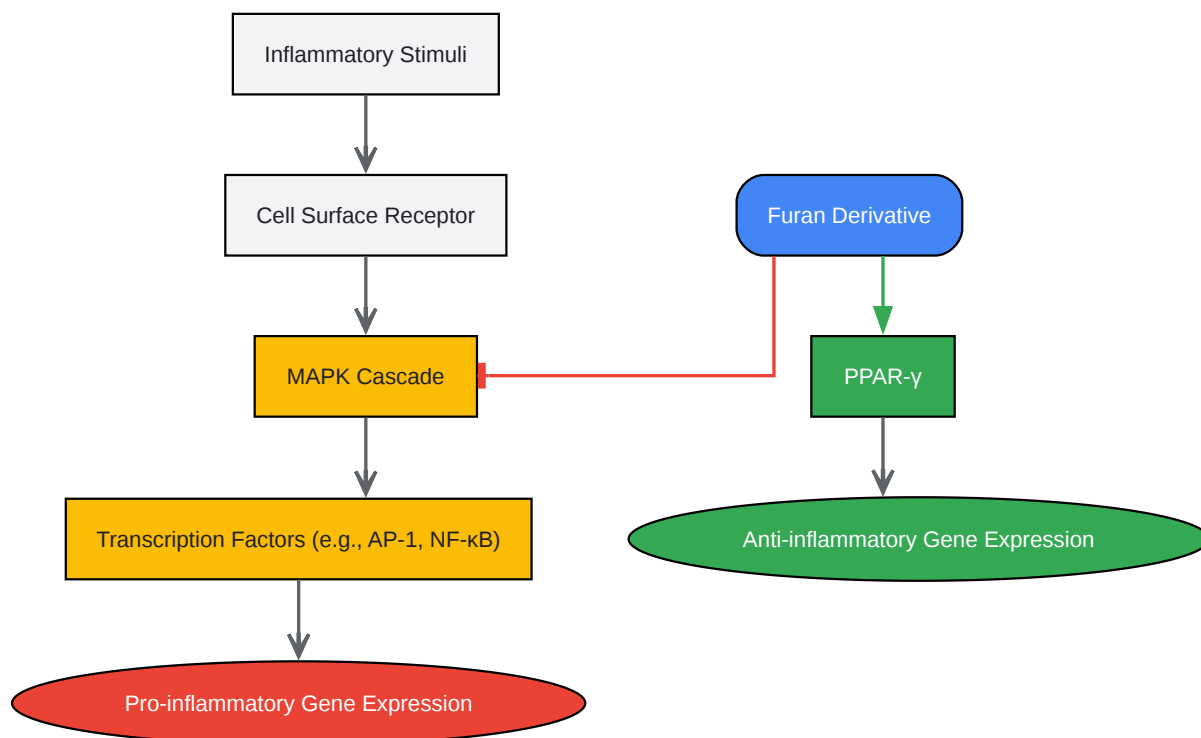 Inflammatory Stimuli
Cell Surface Receptor
Furan Derivative
MAPK Cascade
PPAR-γ
Transcription Factors (e.g., AP-1, NF-κB)
Anti-inflammatory Gene Expression
Pro-inflammatory Gene Expression